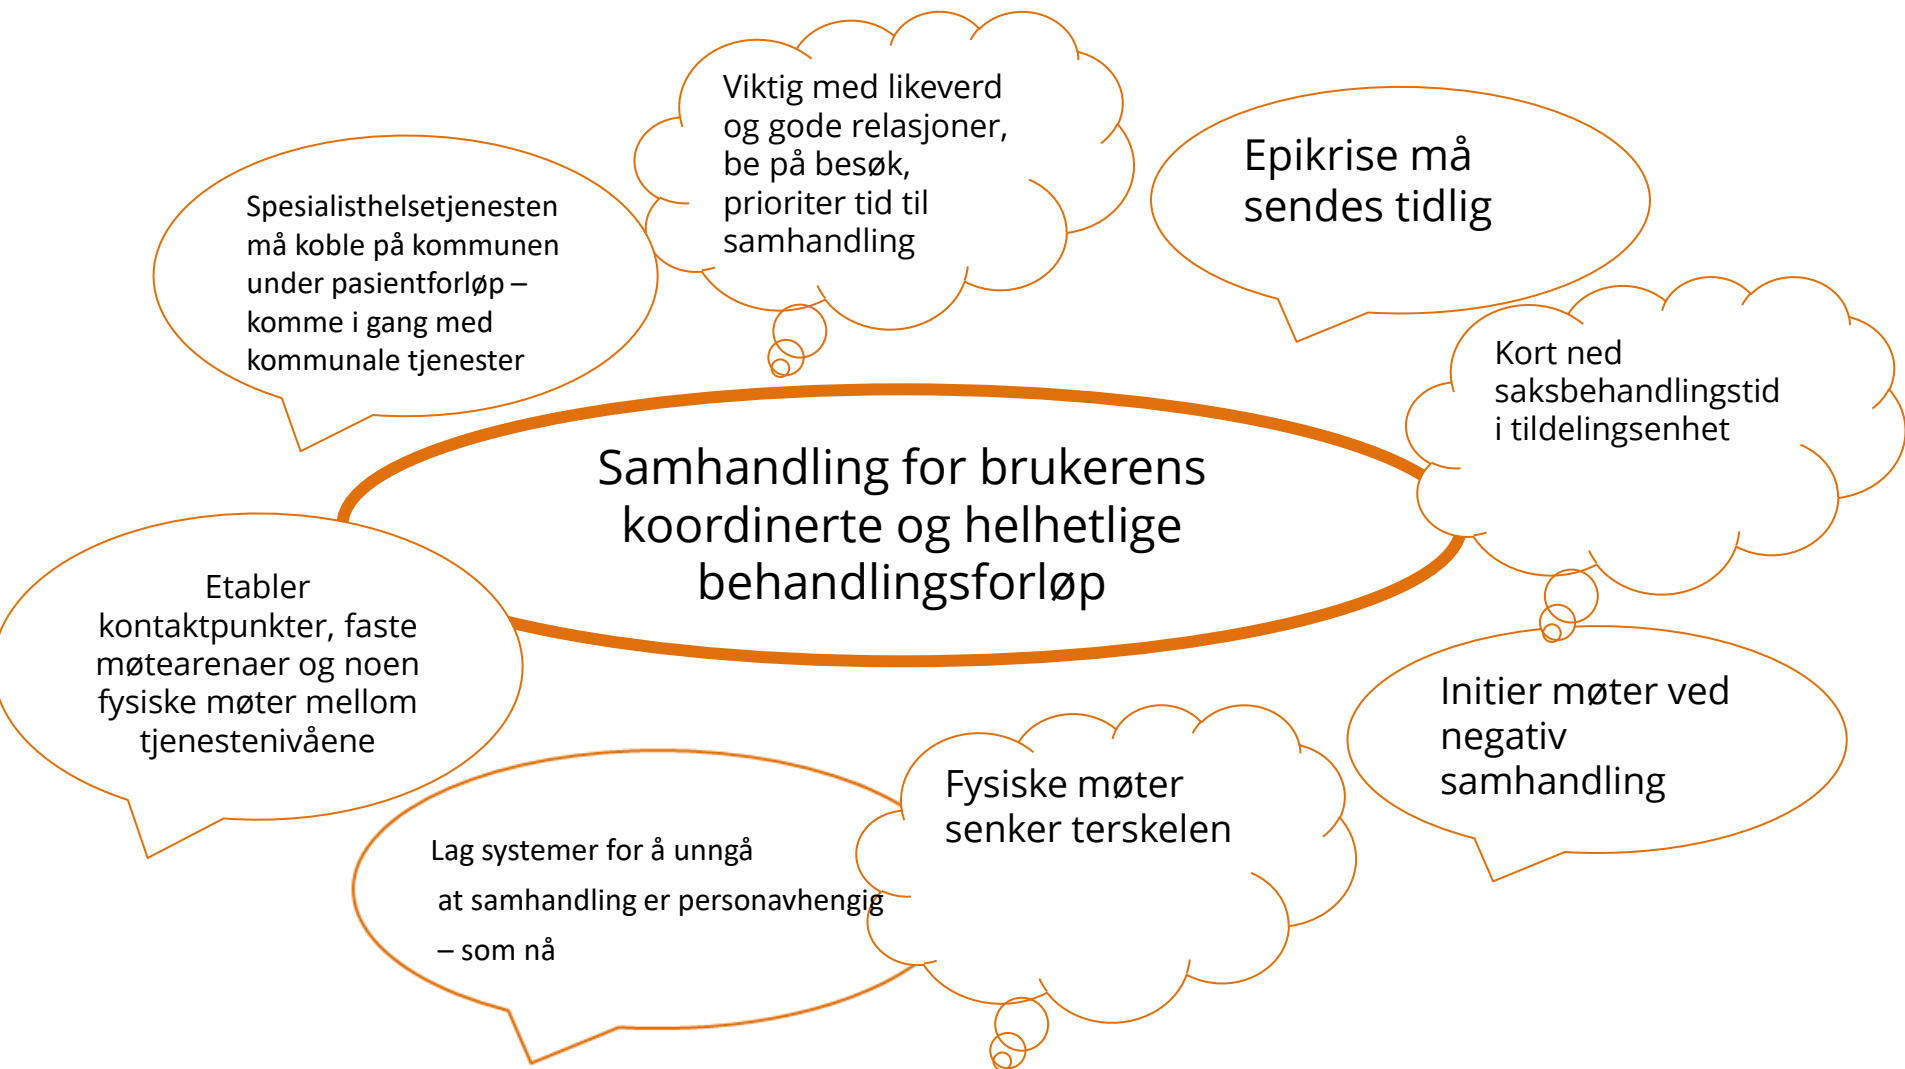 Viktig med likeverd
og gode relasjoner,
be på besøk,
prioriter tid til
samhandling
Epikrise må
sendes tidlig
Spesialisthelsetjenesten
må koble på kommunen
under pasientforløp –
komme i gang med
kommunale tjenester
Kort ned
saksbehandlingstid
i tildelingsenhet
Samhandling for brukerens
koordinerte og helhetlige
behandlingsforløp
Etabler
kontaktpunkter, faste
møtearenaer og noen
fysiske møter mellom
tjenestenivåene
Initier møter ved
negativ
samhandling
Fysiske møter
senker terskelen
Lag systemer for å unngå
at samhandling er personavhengig
– som nå